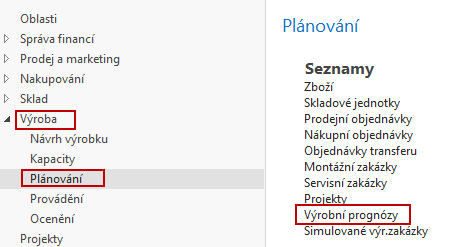 Oblasti
Správa financí
Prodej a marketing
Nakupování
Sklad
Výroba
Návrh výrobku
Kapacity
Plánování
Provádění
Ocenění
Projekty
Plánování
Seznamy
Zboží
Skladové jednotky
Prodejní objednávky
Nákupní objednávky
Objednávky transferu
Montážní zakázky
Servisní zakázky
Projekty
Výrobní prognózy
Simulované výr.zakázky